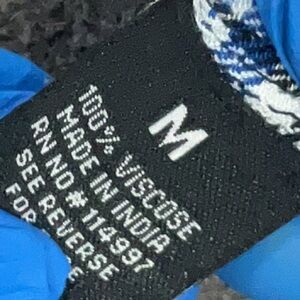 M
100% VISCOSE
MADE IN INDIA
RN NO# 114997
SEE REVERSE
FOR